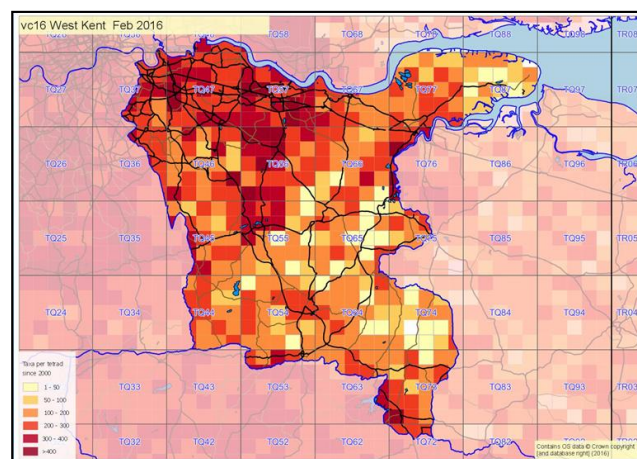 vc16 West Kent Feb 2016
TQ58
TQ68
TQ78
TQ88
TQ98
TR08
TQ27
TQ37
TQ47
TQ57
TQ67
TQ77
TQ87
TQ97
TR07
TQ26
TQ36
TQ46
TQ56
TQ66
TQ76
TQ86
TQ96
TR06
TQ25
TQ35
TQ45
TQ55
TQ65
TQ75
TQ85
TQ95
TR05
TQ24
TQ34
TQ44
TQ54
TQ64
TQ74
TQ84
TQ94
TR04
Taxa per tetrad
since 2000
1 - 50
50 - 100
100 - 200
200 - 300
300 - 400
>400
TQ33
TQ43
TQ53
TQ63
TQ73
TQ83
TQ93
TR03
TQ32
TQ42
TQ52
TQ62
TQ72
Contains OS data © Crown copyright
[and database right] (2016)